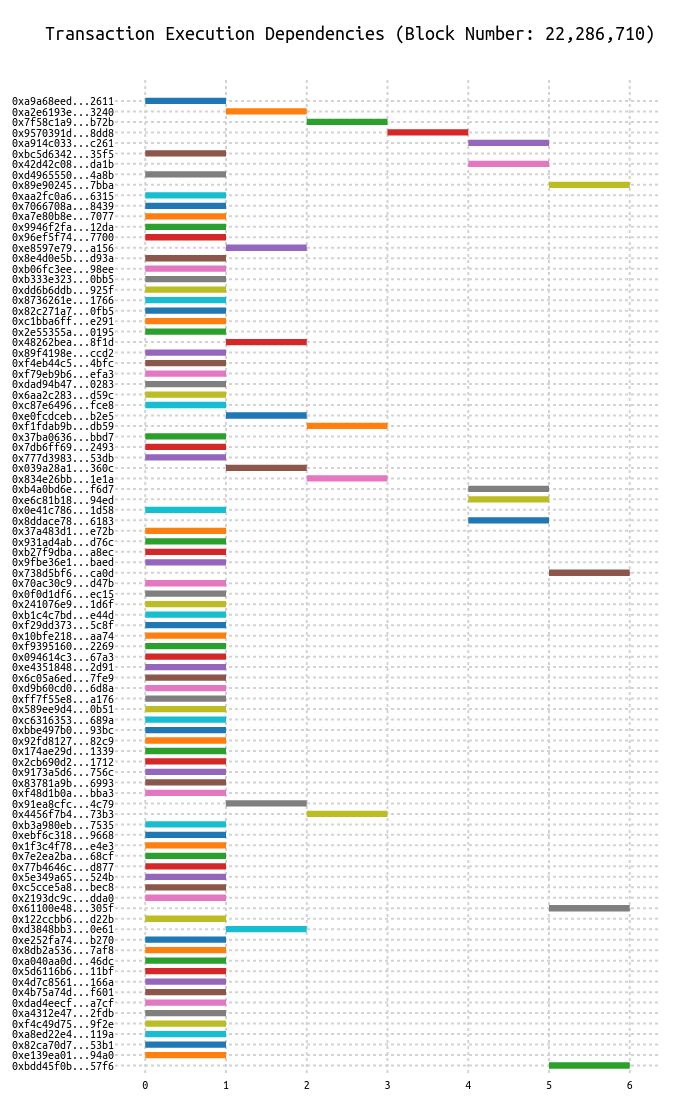 Transaction Execution Dependencies (Block Number: 22,286,710)
0xa9a68eed...2611
0xa2e6193e...3240
0x7f58c1a9...b72b
0x9570391d...8dd8
0xa914c033...c261
0xbc5d6342...35f5
0x42d42c08...da1b
0xd4965550...4a8b
0x89e90245...7bba
0xaa2fc0a6...6315
0x7066708a...8439
0xa7e80b8e...7077
0x9946f2fa...12da
0x96ef5f74...7700
0xe8597e79...a156
0x8e4d0e5b...d93a
0xb06fc3ee...98ee
0xb333e323...0bb5
0xdd6b6ddb...925f
0x8736261e...1766
0x82c271a7...0fb5
0xc1bba6ff...e291
0x2e55355a...0195
0x48262bea...8f1d
0x89f4198e...ccd2
0xf4eb44c5...4bfc
0xf79eb9b6...efa3
0xdad94b47...0283
0x6aa2c283...d59c
0xc87e6496...fce8
0xe0fcdceb...b2e5
0xf1fdab9b...db59
0x37ba0636...bbd7
0x7db6ff69...2493
0x777d3983...53db
0x039a28a1...360c
0x834e26bb...1e1a
0xb4a0bd6e...f6d7
0xe6c81b18...94ed
0x0e41c786...1d58
0x8ddace78...6183
0x37a483d1...e72b
0x931ad4ab...d76c
0xb27f9dba...a8ec
0x9fbe36e1...baed
0x738d5bf6...ca0d
0x70ac30c9...d47b
0x0f0d1df6...ec15
0x241076e9...1d6f
0xb1c4c7bd...e44d
0xf29dd373...5c8f
0x10bfe218...aa74
0xf9395160...2269
0x094614c3...67a3
0xe4351848...2d91
0x6c05a6ed...7fe9
0xd9b60cd0...6d8a
0xff7f55e8...a176
0x589ee9d4...0b51
0xc6316353...689a
0xbbe497b0...93bc
0x92fd8127...82c9
0x174ae29d...1339
0x2cb690d2...1712
0x9173a5d6...756c
0x83781a9b...6993
0xf48d1b0a...bba3
0x91ea8cfc...4c79
0x4456f7b4...73b3
0xb3a980eb...7535
0xebf6c318...9668
0x1f3c4f78...e4e3
0x7e2ea2ba...68cf
0x77b4646c...d877
0x5e349a65...524b
0xc5cce5a8...bec8
0x2193dc9c...dda0
0x61100e48...305f
0x122ccbb6...d22b
0xd3848bb3...0e61
0xe252fa74...b270
0x8db2a536...7af8
0xa040aa0d...46dc
0x5d6116b6...11bf
0x4d7c8561...166a
0x4b75a74d...f601
0xdad4eecf...a7cf
0xa4312e47...2fdb
0xf4c49d75...9f2e
0xa8ed22e4...119a
0x82ca70d7...53b1
0xe139ea01...94a0
0xbdd45f0b...57f6
0 1 2 3 4 5 6